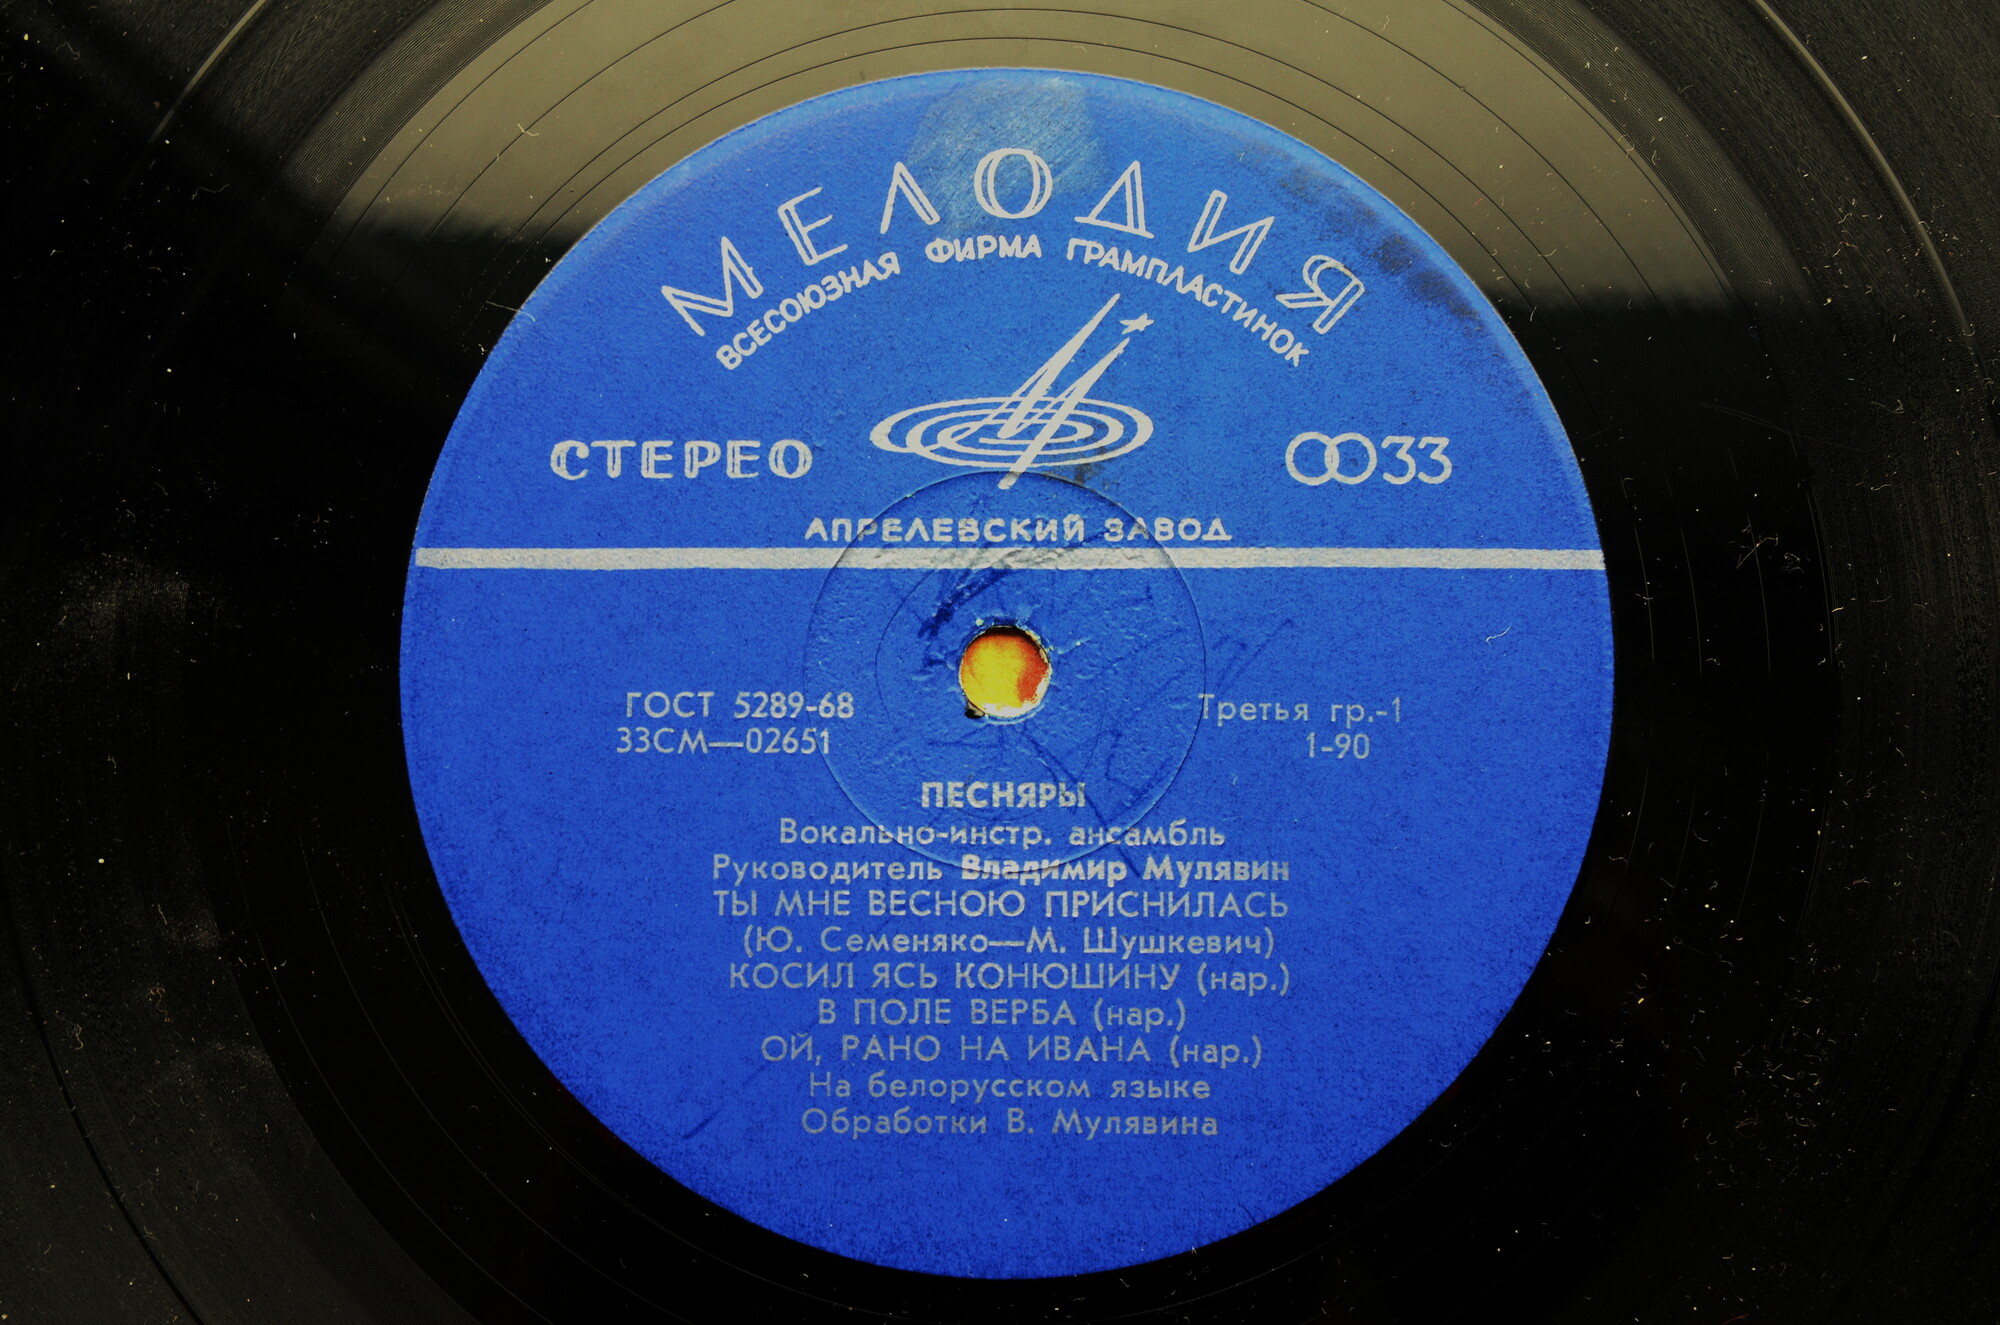 МЕЛОДИЯ
ВСЕСОЮЗНАЯ ФИРМА ГРАМПЛАСТИНОК
СТЕРЕО
33
АПРЕЛЕВСКИЙ ЗАВОД
ГОСТ 5289-68
33СМ—02651
Третья гр.-1
1-90
ПЕСНЯРЫ
Вокально-инстр. ансамбль
Руководитель Владимир Мулявин
ТЫ МНЕ ВЕСНОЮ ПРИСНИЛАСЬ
(Ю. Семеняко—М. Шушкевич)
КОСИЛ ЯСЬ КОНЮШИНУ (нар.)
В ПОЛЕ ВЕРБА (нар.)
ОЙ, РАНО НА ИВАНА (нар.)
На белорусском языке
Обработки В. Мулявина